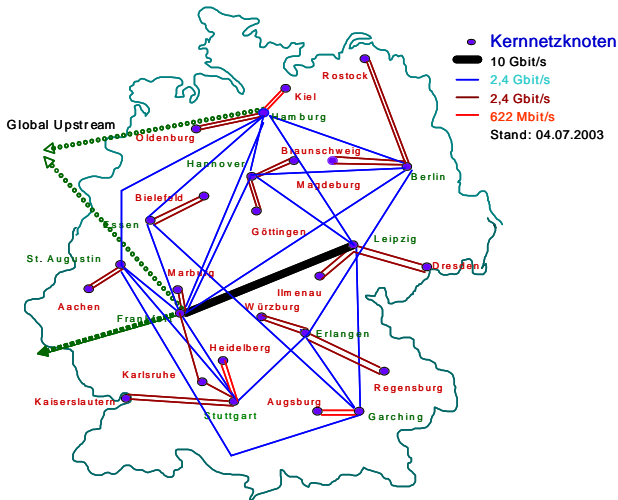 Kernnetzknoten
10 Gbit/s
2,4 Gbit/s
2,4 Gbit/s
622 Mbit/s
Stand: 04.07.2003
Rostock
Kiel
Global Upstream
Hamburg
Oldenburg
Braunschweig
Hannover
Berlin
Magdeburg
Bielefeld
Essen
Göttingen
Leipzig
St. Augustin
Dresden
Marburg
Ilmenau
Aachen
Würzburg
Frankfurt
Erlangen
Heidelberg
Karlsruhe
Regensburg
Kaiserslautern
Augsburg
Stuttgart
Garching